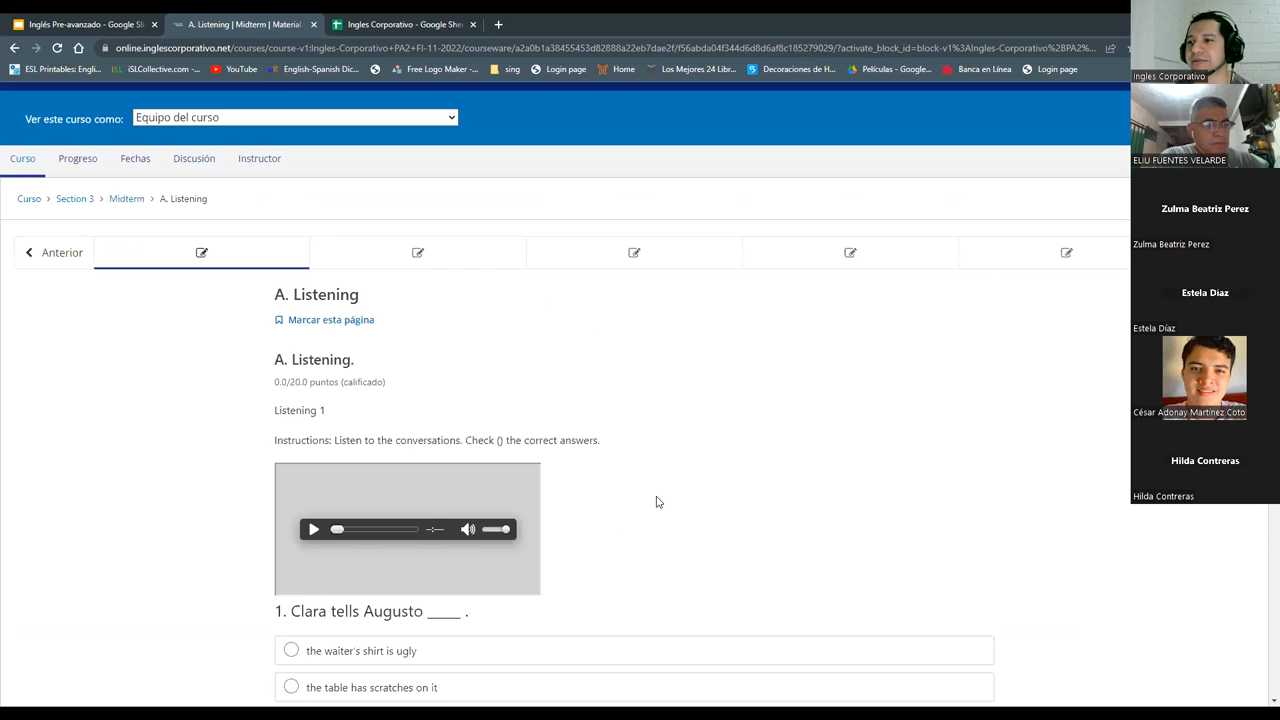 Inglés Pre-avanzado - Google Sli
A. Listening | Midterm | Material
Ingles Corporativo - Google Shee
online.inglescorporativo.net/courses/course-v1:Ingles-Corporativo+PA2+FI-11-2022/courseware/a2a0b1a38455453d82888a22eb7dae2f/f56abda04f344d6d8d6af8c185279029/?activate_block_id=block-v1%3AIngles-Corporativo%2BPA2%...
ESL Printables: Engli...
iSLCollective.com -...
YouTube
English-Spanish Dic...
Free Logo Maker -...
sing
Login page
Home
Los Mejores 24 Libr...
Decoraciones de H...
Películas - Google...
Banca en Línea
Login page
Ingles Corporativo
Ver este curso como:
Equipo del curso
ELIU FUENTES VELARDE
Curso
Progreso
Fechas
Discusión
Instructor
Curso > Section 3 > Midterm > A. Listening
Zulma Beatriz Perez
Zulma Beatriz Perez
Anterior
A. Listening
Marcar esta página
Estela Diaz
Estela Díaz
A. Listening.
0.0/20.0 puntos (calificado)
Listening 1
César Adonay Martínez Coto
Instructions: Listen to the conversations. Check () the correct answers.
Hilda Contreras
Hilda Contreras
-:--
1. Clara tells Augusto _____ .
the waiter's shirt is ugly
the table has scratches on it